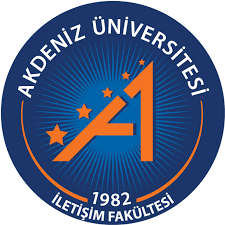 AKDENİZ ÜNİVERSİTESİ
1982
İLETİŞİM FAKÜLTESİ